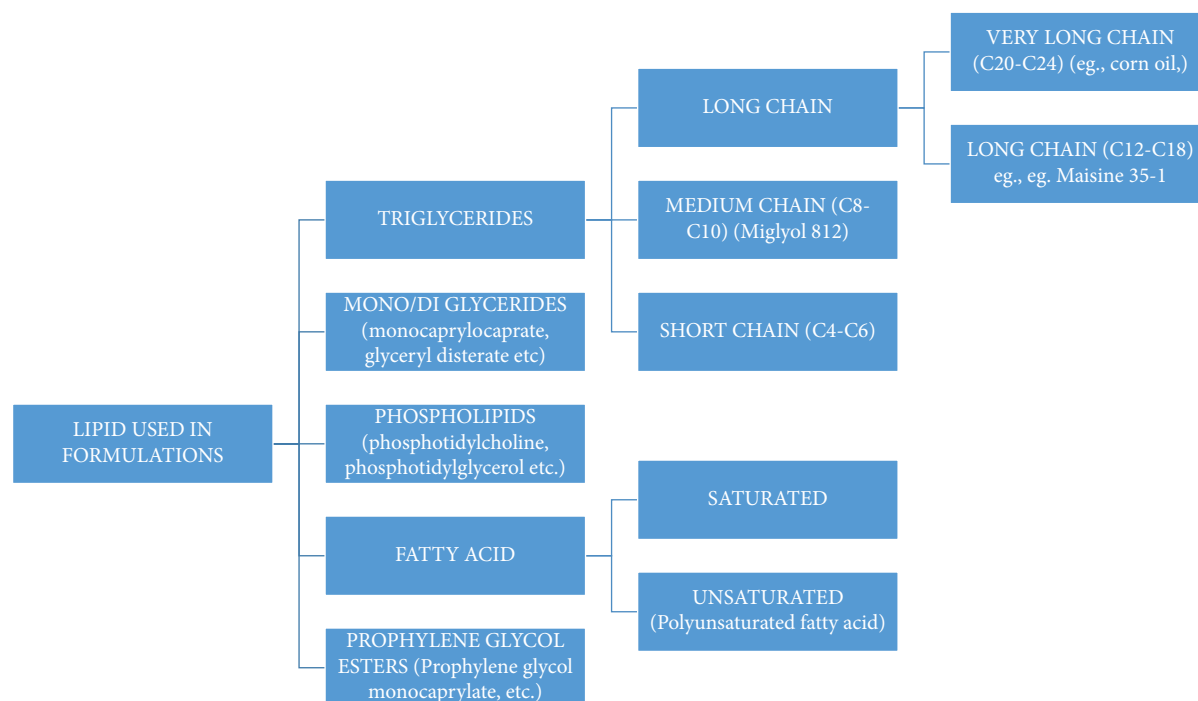 LIPID USED IN
FORMULATIONS
TRIGLYCERIDES
MONO/DI GLYCERIDES
(monocaprylocaprate,
glyceryl disterate etc)
PHOSPHOLIPIDS
(phosphotidylcholine,
phosphotidylglycerol etc.)
FATTY ACID
PROPHYLENE GLYCOL
ESTERS (Prophylene glycol
monocaprylate, etc.)
LONG CHAIN
MEDIUM CHAIN (C8-
C10) (Miglyol 812)
SHORT CHAIN (C4-C6)
SATURATED
UNSATURATED
(Polyunsaturated fatty acid)
VERY LONG CHAIN
(C20-C24) (eg., corn oil,)
LONG CHAIN (C12-C18)
eg., eg. Maisine 35-1